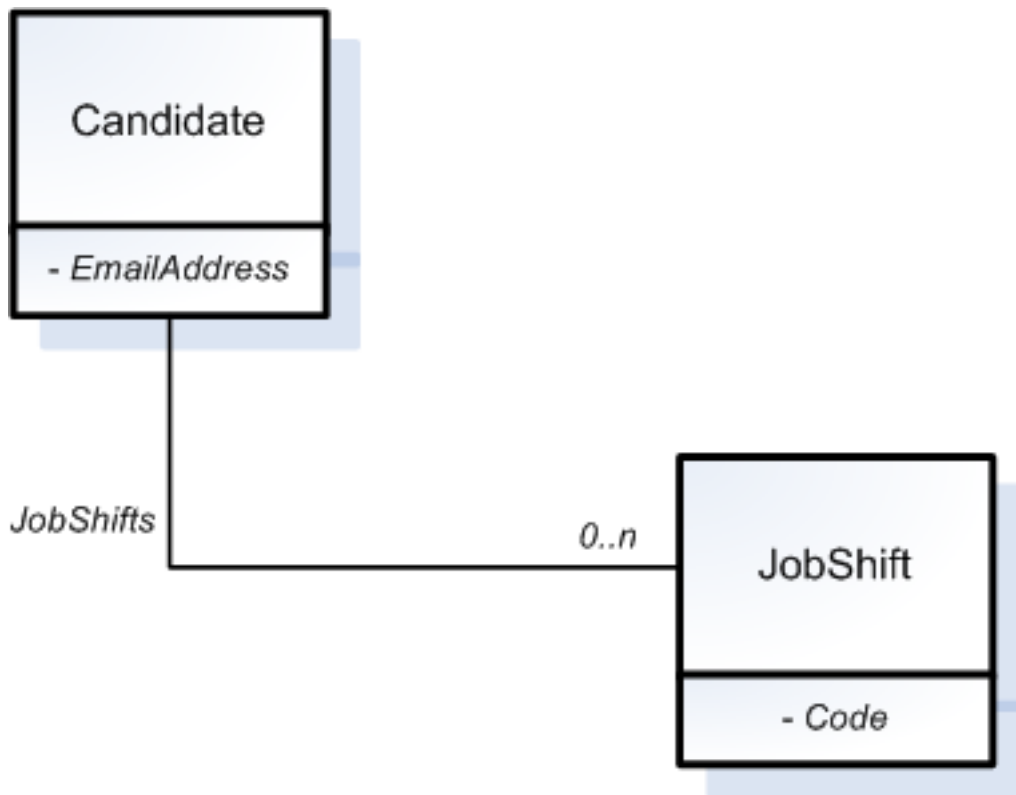 Candidate
- EmailAddress
JobShifts
0..n
JobShift
- Code